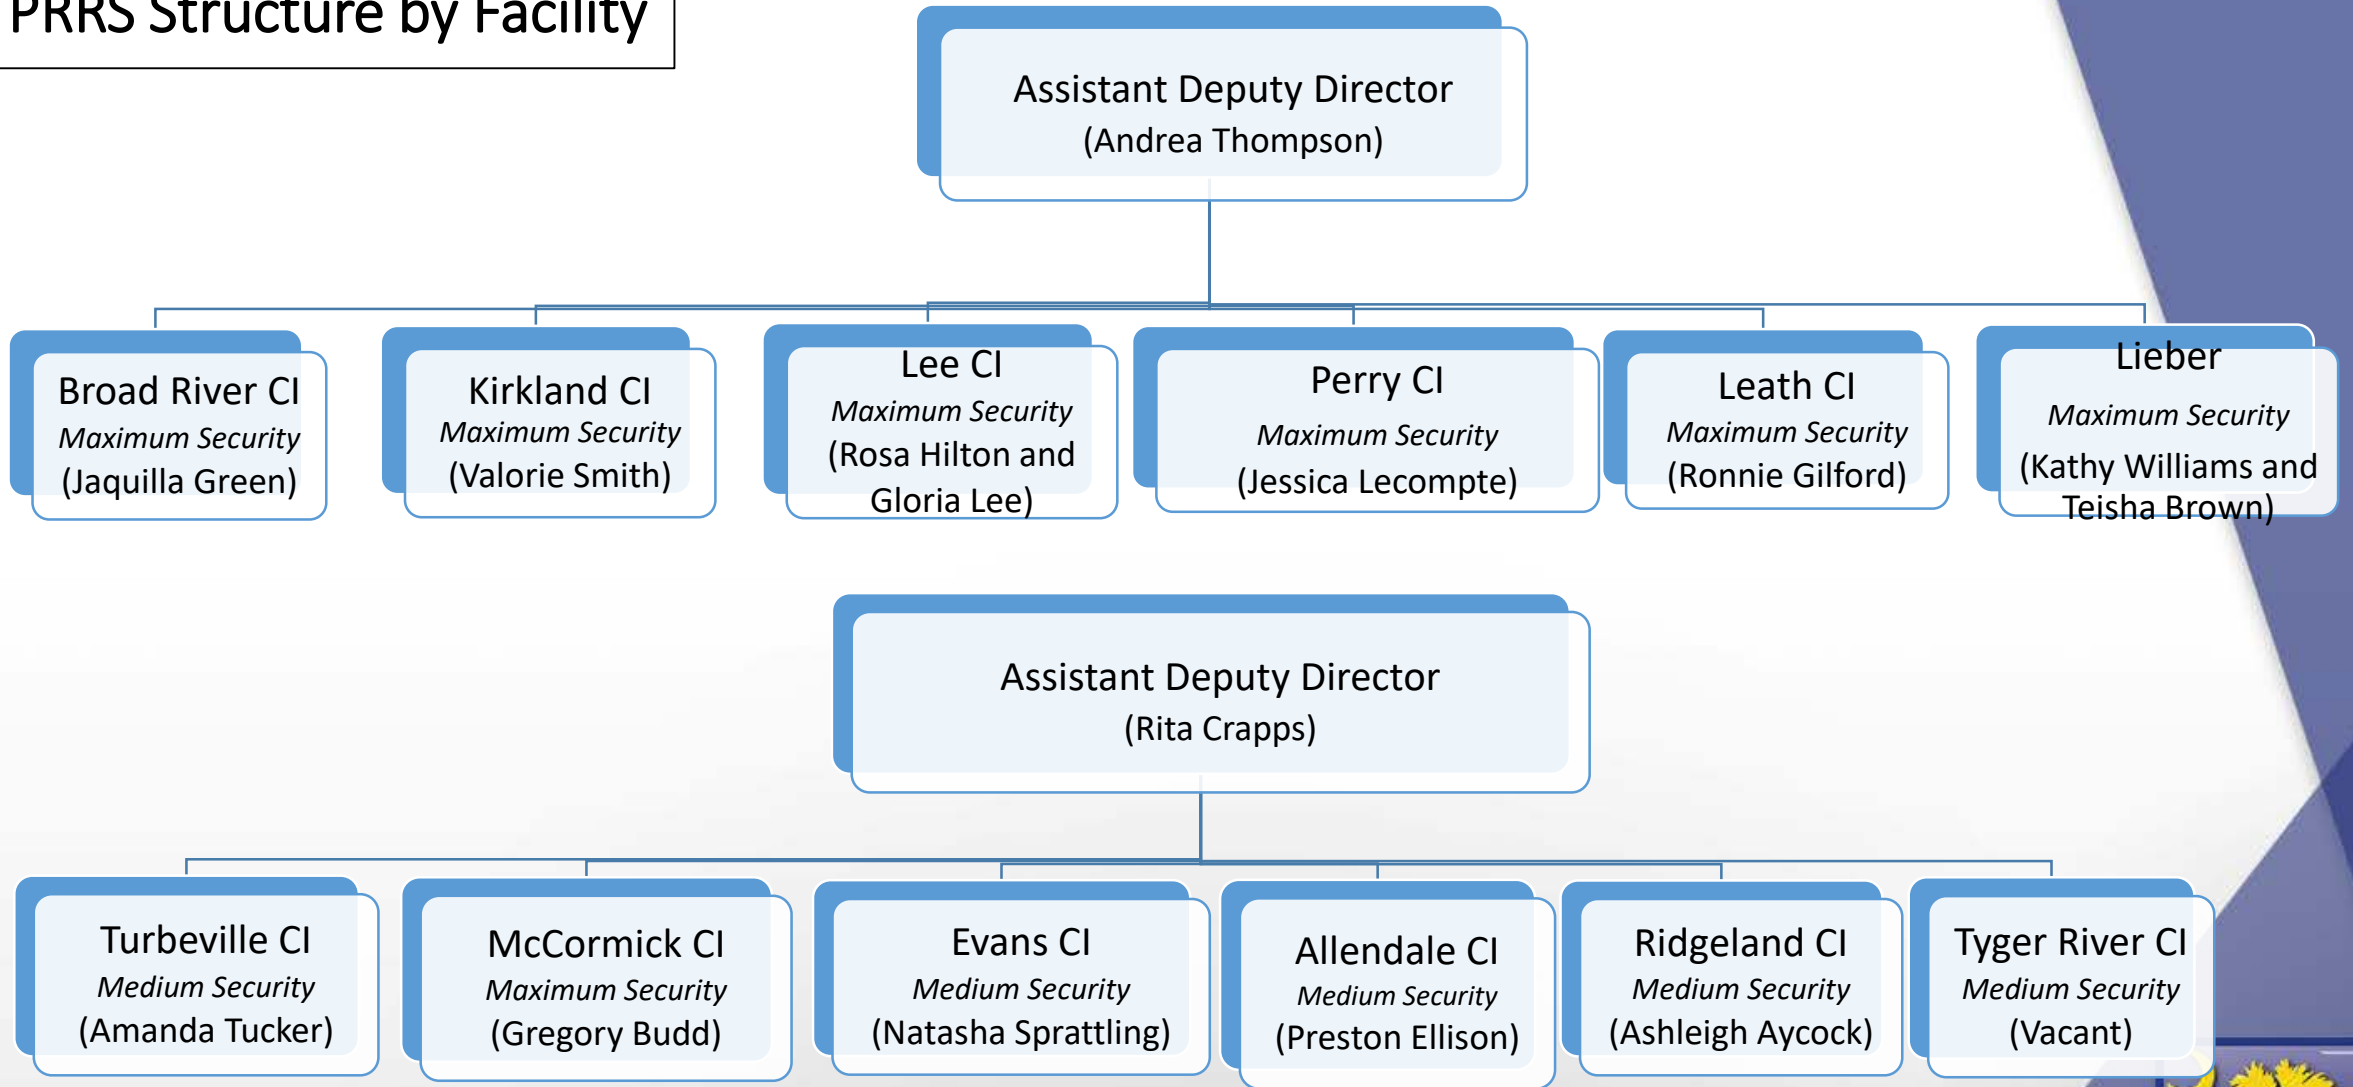 PRRS Structure by Facility
Assistant Deputy Director
(Andrea Thompson)
Broad River CI
Maximum Security
(Jaquilla Green)
Kirkland CI
Maximum Security
(Valorie Smith)
Lee CI
Maximum Security
(Rosa Hilton and
Gloria Lee)
Perry CI
Maximum Security
(Jessica Lecompte)
Leath CI
Maximum Security
(Ronnie Gilford)
Lieber
Maximum Security
(Kathy Williams and
Teisha Brown)
Assistant Deputy Director
(Rita Crapps)
Turbeville CI
Medium Security
(Amanda Tucker)
McCormick CI
Maximum Security
(Gregory Budd)
Evans CI
Medium Security
(Natasha Sprattling)
Allendale CI
Medium Security
(Preston Ellison)
Ridgeland CI
Medium Security
(Ashleigh Aycock)
Tyger River CI
Medium Security
(Vacant)